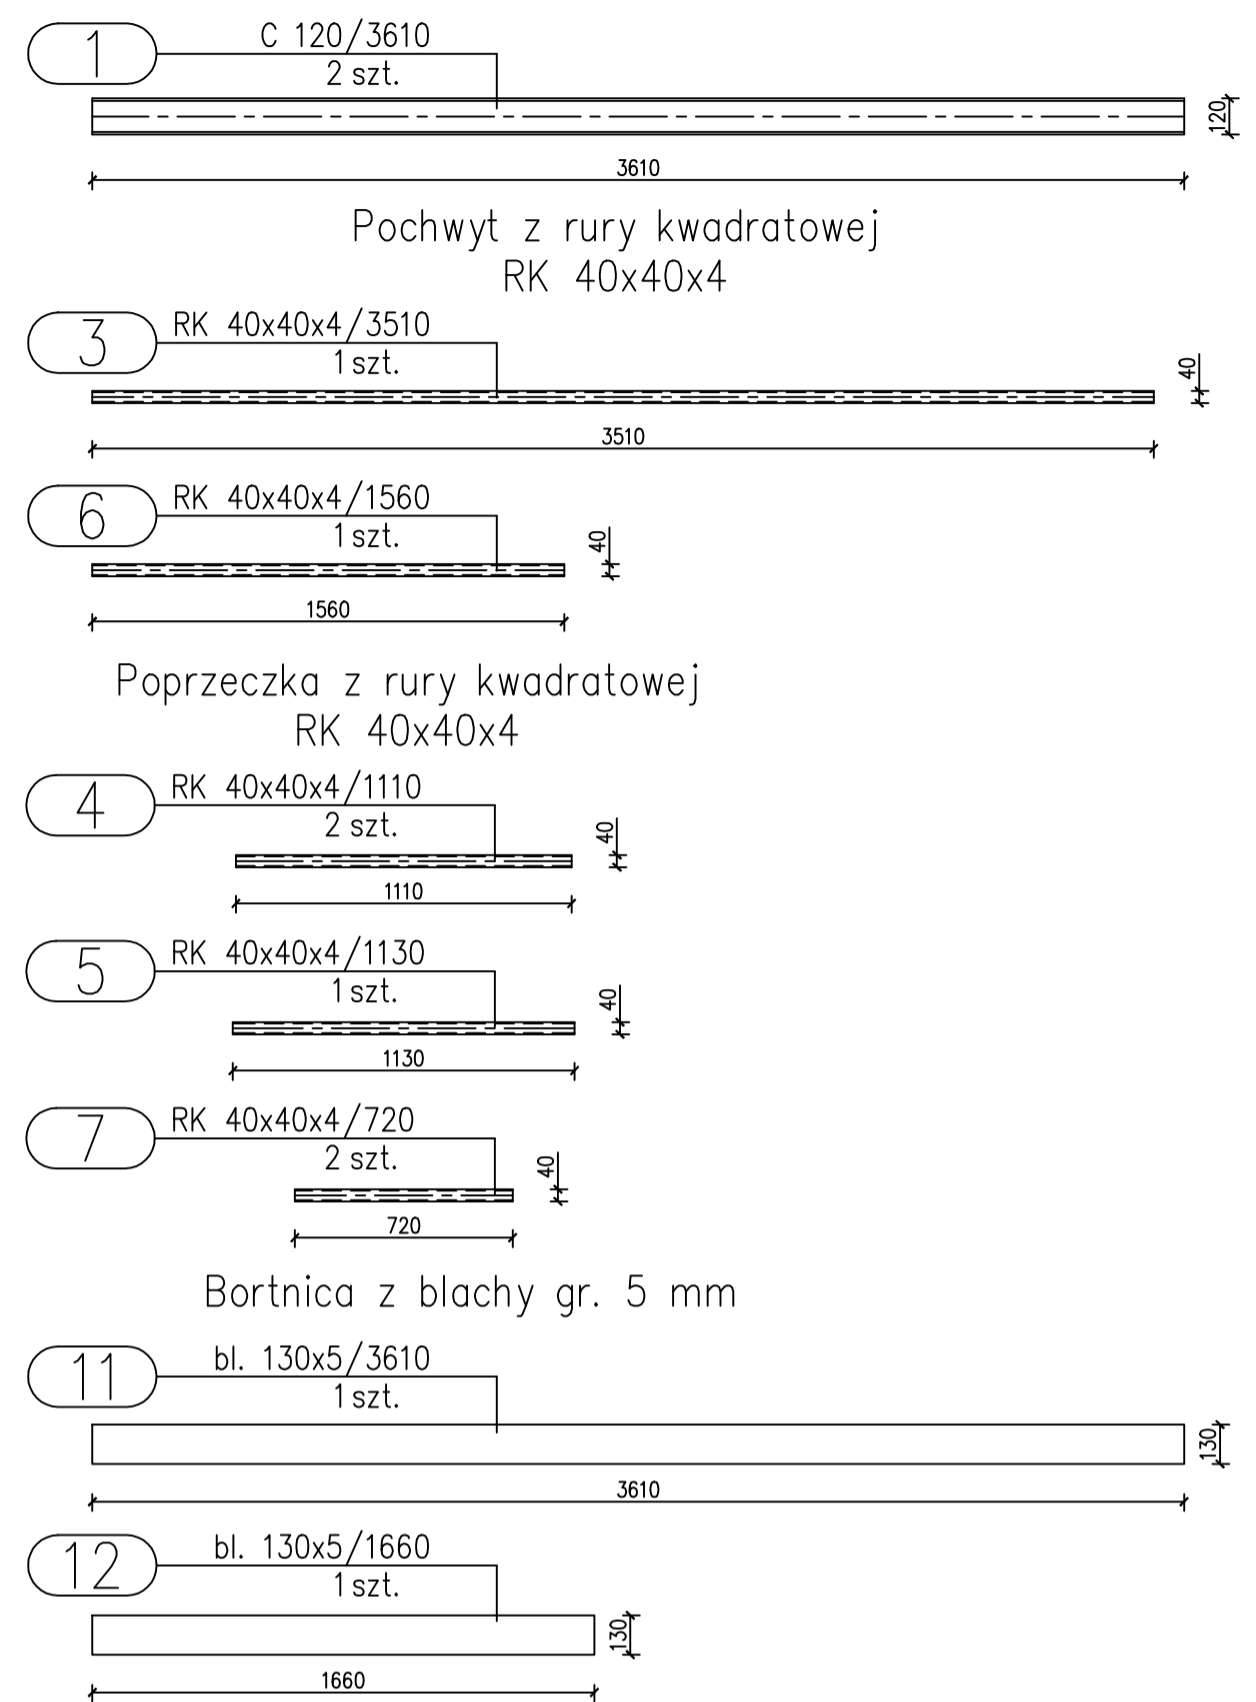 1
C 120/3610
2 szt.
120
3610
Pochwyt z rury kwadratowej
RK 40x40x4
3
RK 40x40x4/3510
1 szt.
40
3510
6
RK 40x40x4/1560
1 szt.
40
1560
Poprzeczka z rury kwadratowej
RK 40x40x4
4
RK 40x40x4/1110
2 szt.
40
1110
5
RK 40x40x4/1130
1 szt.
40
1130
7
RK 40x40x4/720
2 szt.
40
720
Bortnica z blachy gr. 5 mm
11
bl. 130x5/3610
1 szt.
130
3610
12
bl. 130x5/1660
1 szt.
130
1660